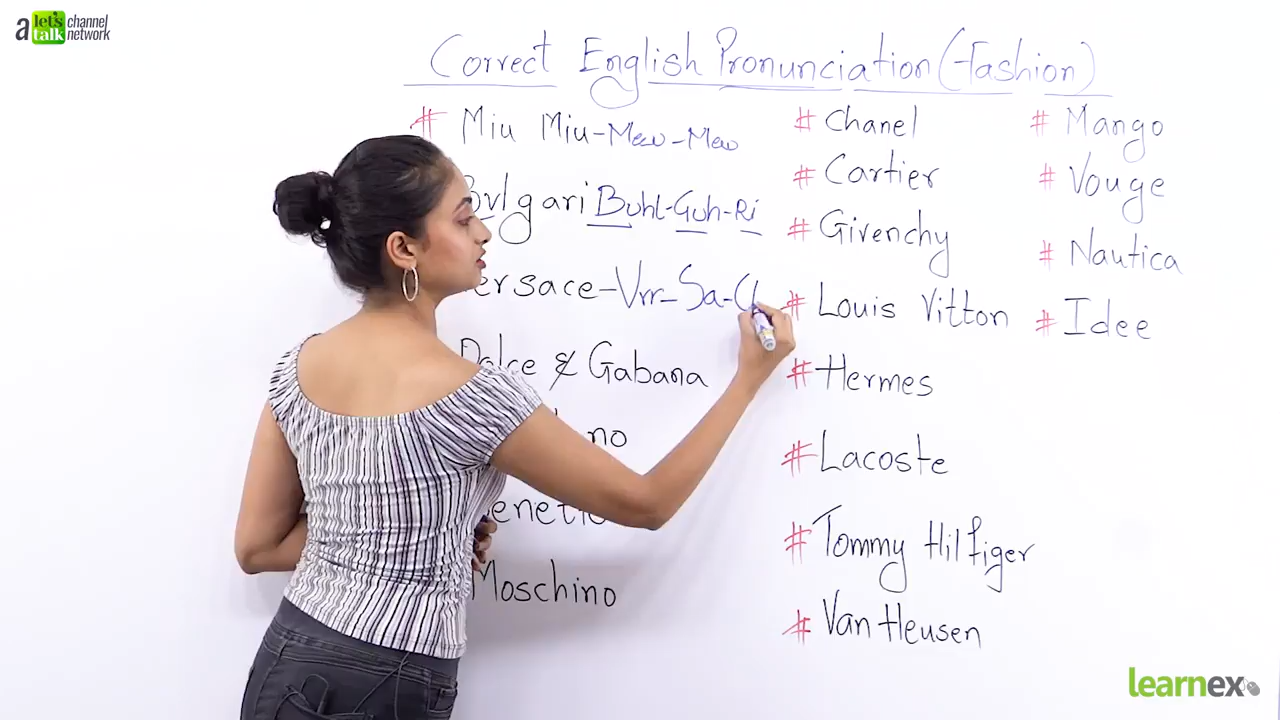 a let's talk channel network
Correct English Pronunciation (Fashion)
# Miu Miu - Mew - Mew
Bvlgari Buhl-Guh-Ri
ersace - Vrr - Sa -
Dolce & Gabana
no
Moschino
# Chanel
# Cartier
# Givenchy
# Louis Vitton
# Hermes
# Lacoste
# Tommy Hilfiger
# Van Heusen
# Mango
# Vouge
# Nautica
# Idee
learnex